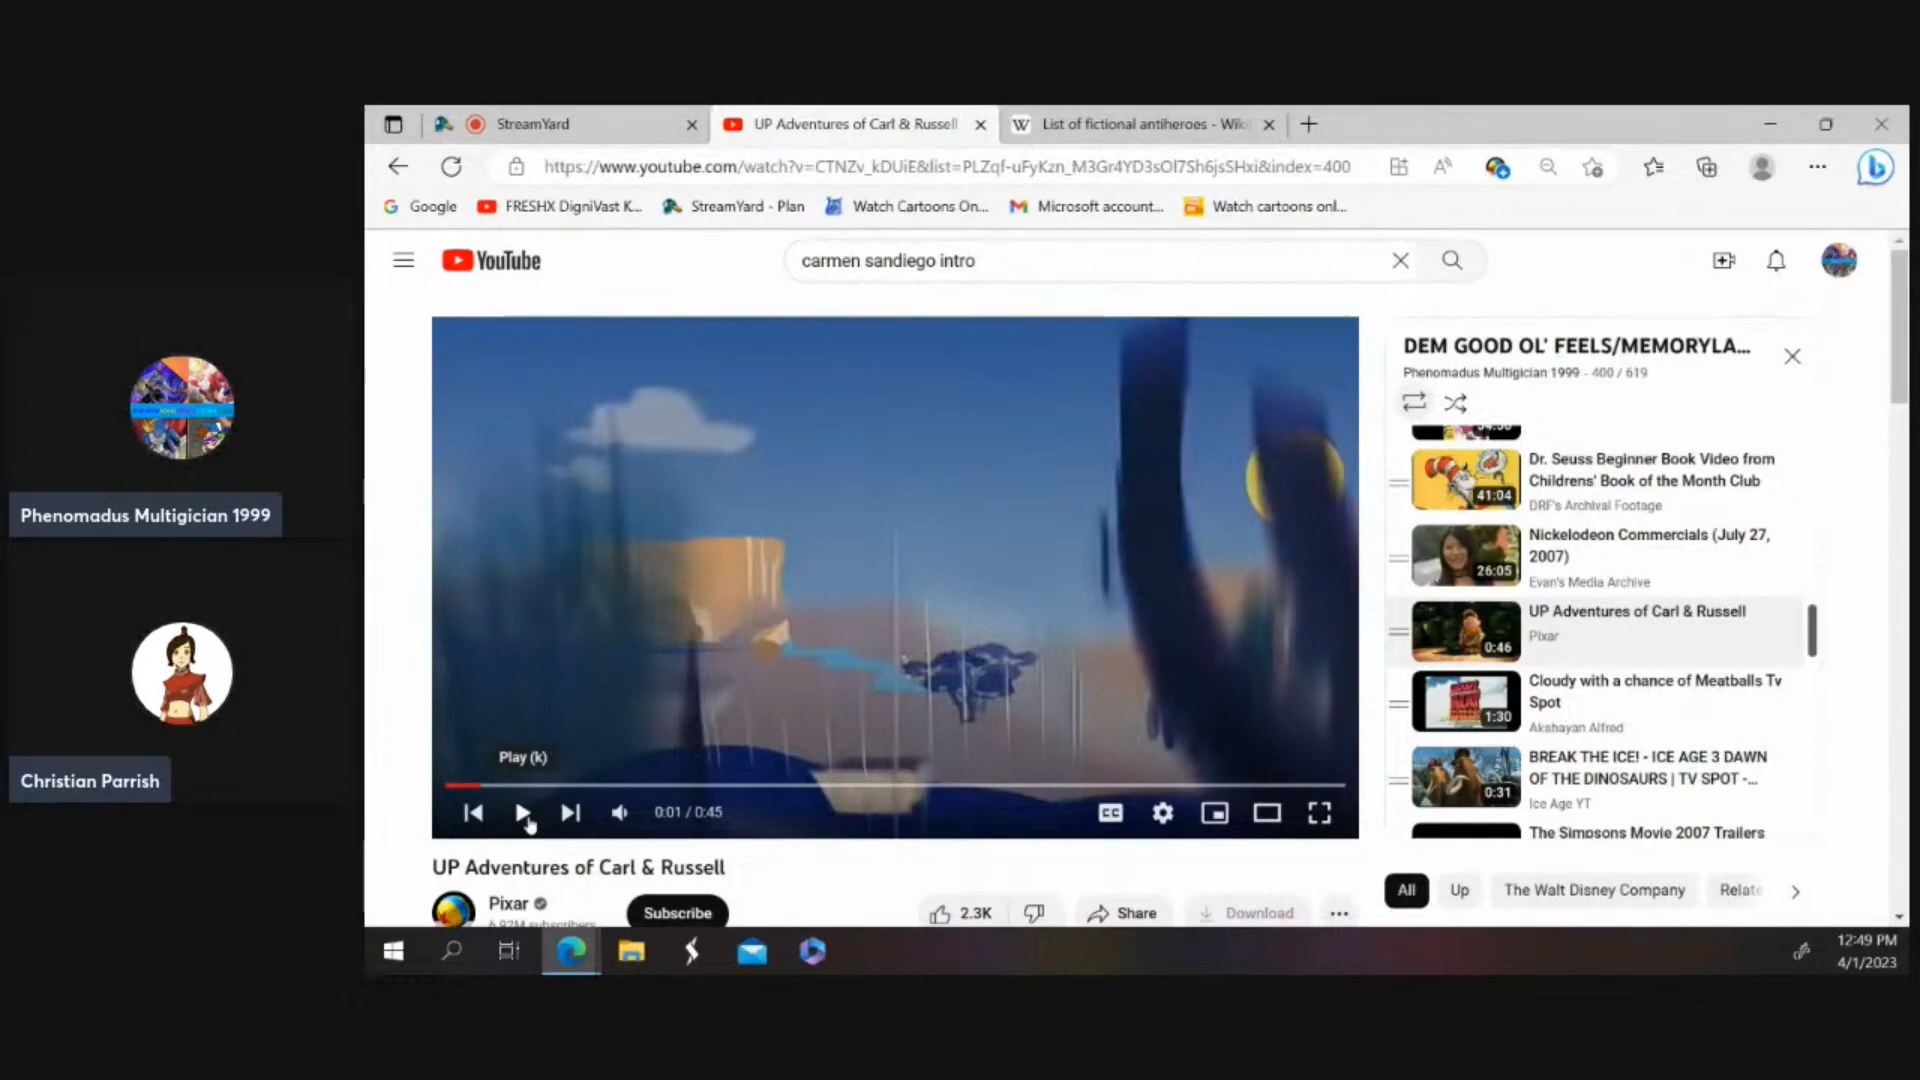 StreamYard
UP Adventures of Carl & Russell
List of fictional antiheroes - Wiki
https://www.youtube.com/watch?v=CTNZv_kDUiE&list=PLZqf-uFyKzn_M3Gr4YD3sOl7Sh6jsSHxi&index=400
Google
FRESHX DigniVast K...
StreamYard - Plan
Watch Cartoons On...
Microsoft account...
Watch cartoons onl...
YouTube
carmen sandiego intro
Phenomadus Multigician 1999
Christian Parrish
Play (k)
0:01 / 0:45
CC
UP Adventures of Carl & Russell
Pixar
6.92M subscribers
Subscribe
2.3K
Share
Download
DEM GOOD OL' FEELS/MEMORYLA...
Phenomadus Multigician 1999 - 400 / 619
Dr. Seuss Beginner Book Video from
Childrens' Book of the Month Club
DRF's Archival Footage
41:04
Nickelodeon Commercials (July 27,
2007)
Evan's Media Archive
26:05
UP Adventures of Carl & Russell
Pixar
0:46
Cloudy with a chance of Meatballs Tv
Spot
Akshayan Alfred
1:30
BREAK THE ICE! - ICE AGE 3 DAWN
OF THE DINOSAURS | TV SPOT -...
Ice Age YT
0:31
The Simpsons Movie 2007 Trailers
All
Up
The Walt Disney Company
Relate
12:49 PM
4/1/2023